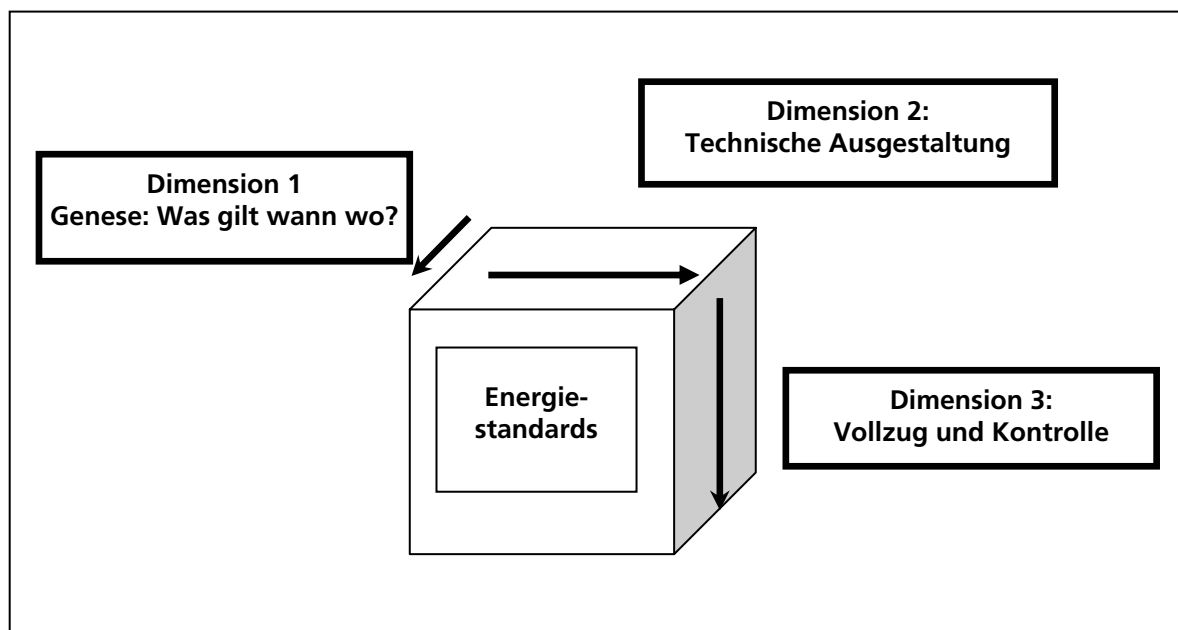 Dimension 1
Genese: Was gilt wann wo?
Dimension 2:
Technische Ausgestaltung
Energie-
standards
Dimension 3:
Vollzug und Kontrolle